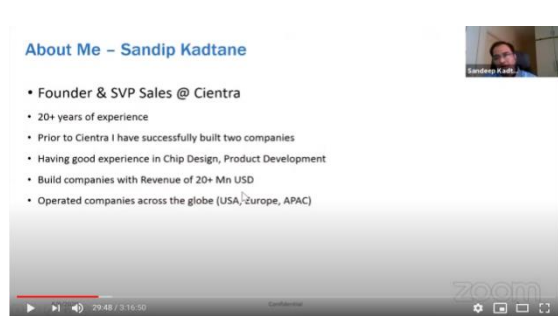 About Me – Sandip Kadtane
Sandeep Kadt...
• Founder & SVP Sales @ Cientra
• 20+ years of experience
• Prior to Cientra I have successfully built two companies
• Having good experience in Chip Design, Product Development
• Build companies with Revenue of 20+ Mn USD
• Operated companies across the globe (USA, Europe, APAC)
zoom
29:48 / 3:16:50
Confidential